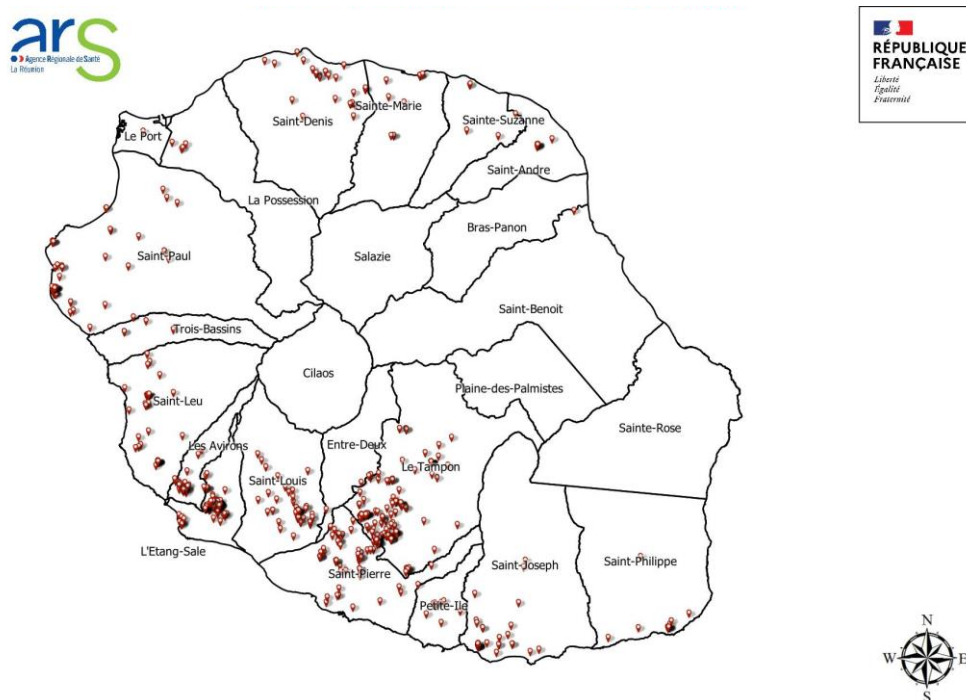 ars
Agence Régionale de Santé
La Réunion
RÉPUBLIQUE
FRANÇAISE
Liberté
Égalité
Fraternité
Sainte-Marie
Saint-Denis
Sainte-Suzanne
Le Port
Saint-Andre
La Possession
Bras-Panon
Saint-Paul
Salazie
Saint-Benoit
Trois-Bassins
Cilaos
Plaine-des-Palmistes
Saint-Leu
Sainte-Rose
Les Avirons
Entre-Deux
Le Tampon
Saint-Louis
L'Etang-Sale
Saint-Pierre
Saint-Joseph
Saint-Philippe
Petite-Ile
N
W
E
S